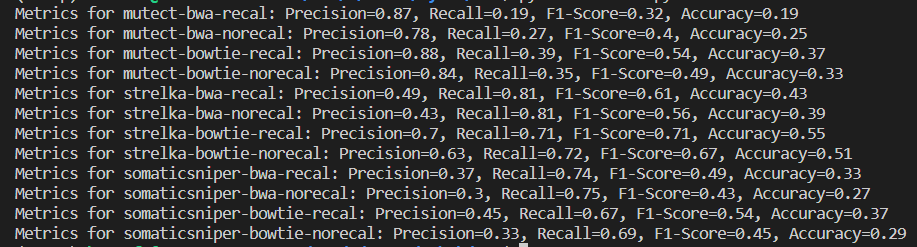 Metrics for mutect-bwa-recal: Precision=0.87, Recall=0.19, F1-Score=0.32, Accuracy=0.19
Metrics for mutect-bwa-norecal: Precision=0.78, Recall=0.27, F1-Score=0.4, Accuracy=0.25
Metrics for mutect-bowtie-recal: Precision=0.88, Recall=0.39, F1-Score=0.54, Accuracy=0.37
Metrics for mutect-bowtie-norecal: Precision=0.84, Recall=0.35, F1-Score=0.49, Accuracy=0.33
Metrics for strelka-bwa-recal: Precision=0.49, Recall=0.81, F1-Score=0.61, Accuracy=0.43
Metrics for strelka-bwa-norecal: Precision=0.43, Recall=0.81, F1-Score=0.56, Accuracy=0.39
Metrics for strelka-bowtie-recal: Precision=0.7, Recall=0.71, F1-Score=0.71, Accuracy=0.55
Metrics for strelka-bowtie-norecal: Precision=0.63, Recall=0.72, F1-Score=0.67, Accuracy=0.51
Metrics for somaticsniper-bwa-recal: Precision=0.37, Recall=0.74, F1-Score=0.49, Accuracy=0.33
Metrics for somaticsniper-bwa-norecal: Precision=0.3, Recall=0.75, F1-Score=0.43, Accuracy=0.27
Metrics for somaticsniper-bowtie-recal: Precision=0.45, Recall=0.67, F1-Score=0.54, Accuracy=0.37
Metrics for somaticsniper-bowtie-norecal: Precision=0.33, Recall=0.69, F1-Score=0.45, Accuracy=0.29